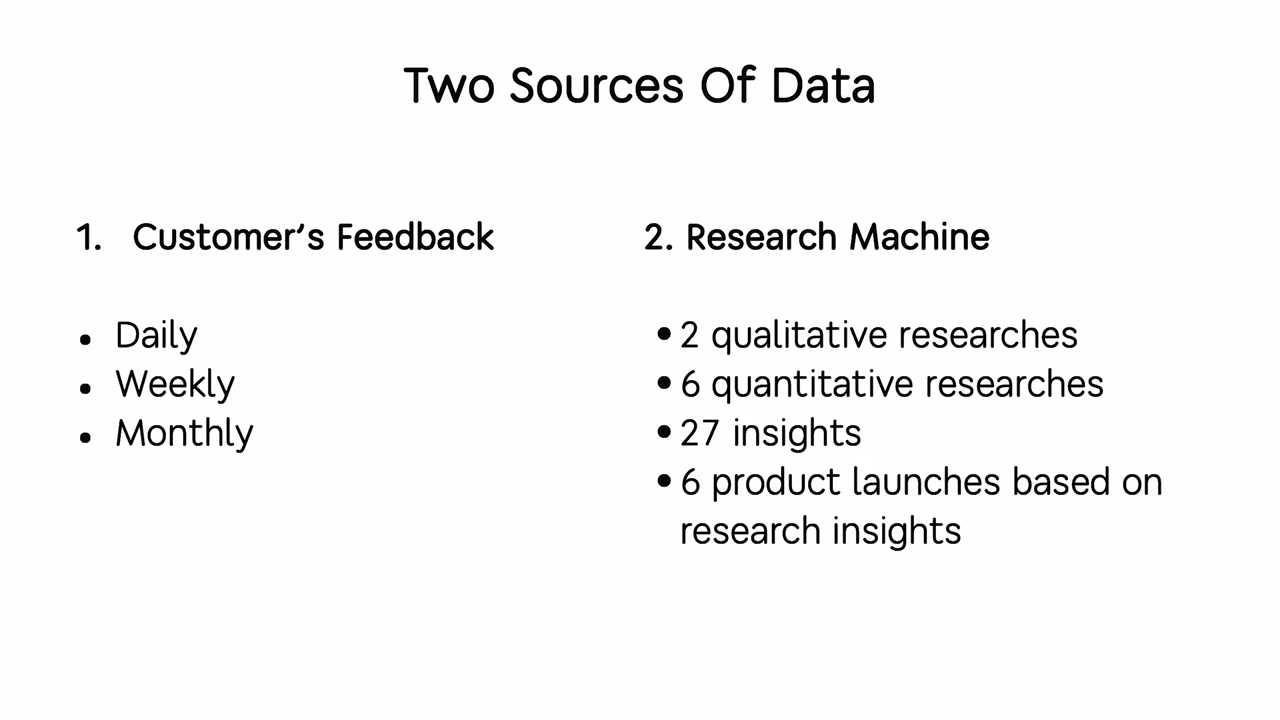 Two Sources Of Data
1. Customer’s Feedback
• Daily
• Weekly
• Monthly
2. Research Machine
• 2 qualitative researches
• 6 quantitative researches
• 27 insights
• 6 product launches based on
research insights